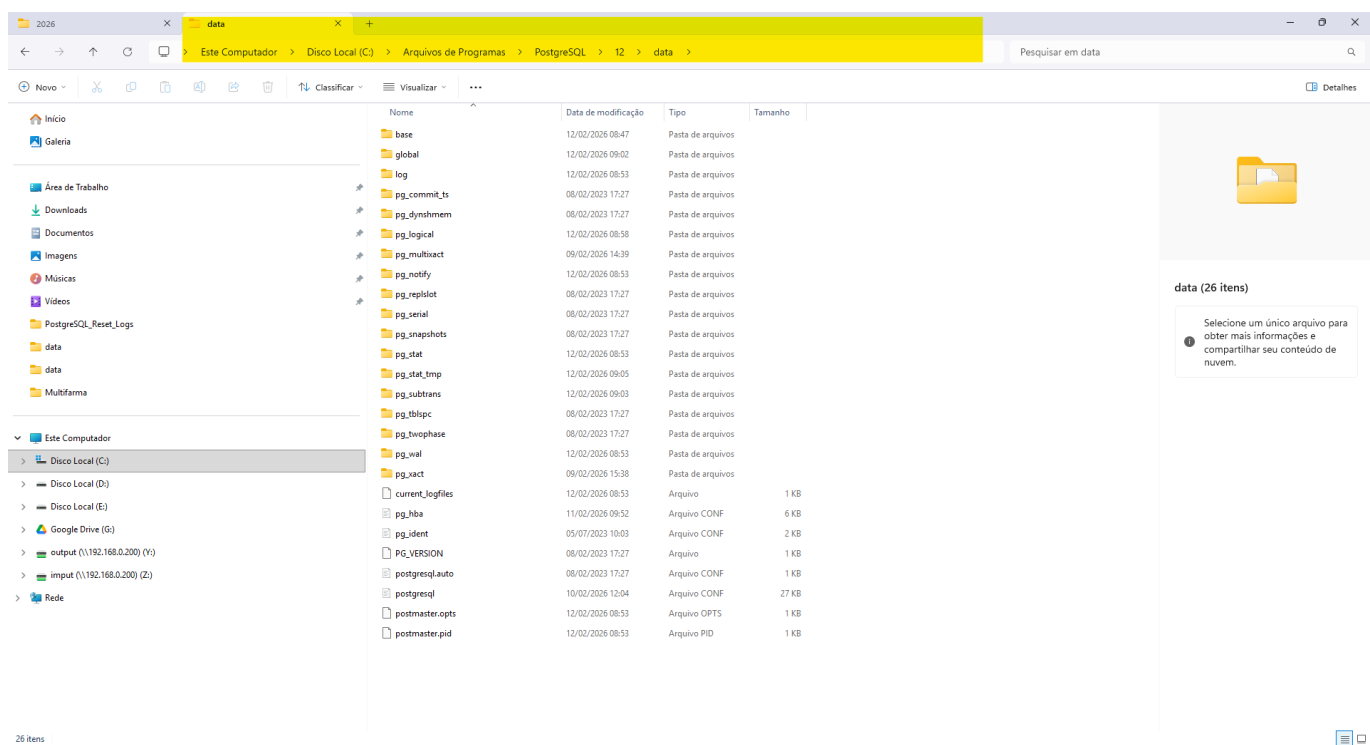 2026
data
Este Computador > Disco Local (C:) > Arquivos de Programas > PostgreSQL > 12 > data >
Pesquisar em data
Novo
Classificar
Visualizar
Detalhes
Início
Galeria
Área de Trabalho
Downloads
Documentos
Imagens
Músicas
Vídeos
PostgreSQL_Reset_Logs
data
data
Multifarma
Este Computador
Disco Local (C:)
Disco Local (D:)
Disco Local (E:)
Google Drive (G:)
output (\\192.168.0.200) (Y:)
imput (\\192.168.0.200) (Z:)
Rede
Nome Data de modificação Tipo Tamanho
base 12/02/2026 08:47 Pasta de arquivos
global 12/02/2026 09:02 Pasta de arquivos
log 12/02/2026 08:53 Pasta de arquivos
pg_commit_ts 08/02/2023 17:27 Pasta de arquivos
pg_dynshmem 08/02/2023 17:27 Pasta de arquivos
pg_logical 12/02/2026 08:58 Pasta de arquivos
pg_multixact 09/02/2026 14:39 Pasta de arquivos
pg_notify 12/02/2026 08:53 Pasta de arquivos
pg_replslot 08/02/2023 17:27 Pasta de arquivos
pg_serial 08/02/2023 17:27 Pasta de arquivos
pg_snapshots 08/02/2023 17:27 Pasta de arquivos
pg_stat 12/02/2026 08:53 Pasta de arquivos
pg_stat_tmp 12/02/2026 09:05 Pasta de arquivos
pg_subtrans 12/02/2026 09:03 Pasta de arquivos
pg_tblspc 08/02/2023 17:27 Pasta de arquivos
pg_twophase 08/02/2023 17:27 Pasta de arquivos
pg_wal 12/02/2026 08:53 Pasta de arquivos
pg_xact 09/02/2026 15:38 Pasta de arquivos
current_logfiles 12/02/2026 08:53 Arquivo 1 KB
pg_hba 11/02/2026 09:52 Arquivo CONF 6 KB
pg_ident 05/07/2023 10:03 Arquivo CONF 2 KB
PG_VERSION 08/02/2023 17:27 Arquivo 1 KB
postgresql.auto 08/02/2023 17:27 Arquivo CONF 1 KB
postgresql 10/02/2026 12:04 Arquivo CONF 27 KB
postmaster.opts 12/02/2026 08:53 Arquivo OPTS 1 KB
postmaster.pid 12/02/2026 08:53 Arquivo PID 1 KB
data (26 itens)
Selecione um único arquivo para
obter mais informações e
compartilhar seu conteúdo de
nuvem.
26 itens